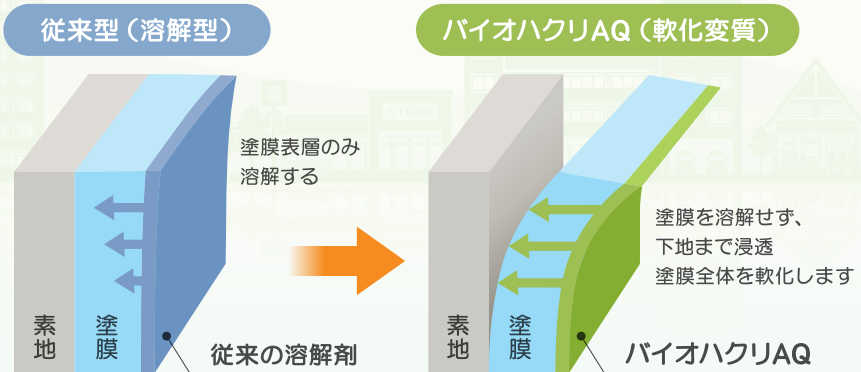 従来型（溶解型）
塗膜表層のみ
溶解する
素地
塗膜
従来の溶解剤
バイオハクリAQ（軟化変質）
塗膜を溶解せず、
下地まで浸透
塗膜全体を軟化します
素地
塗膜
バイオハクリAQ